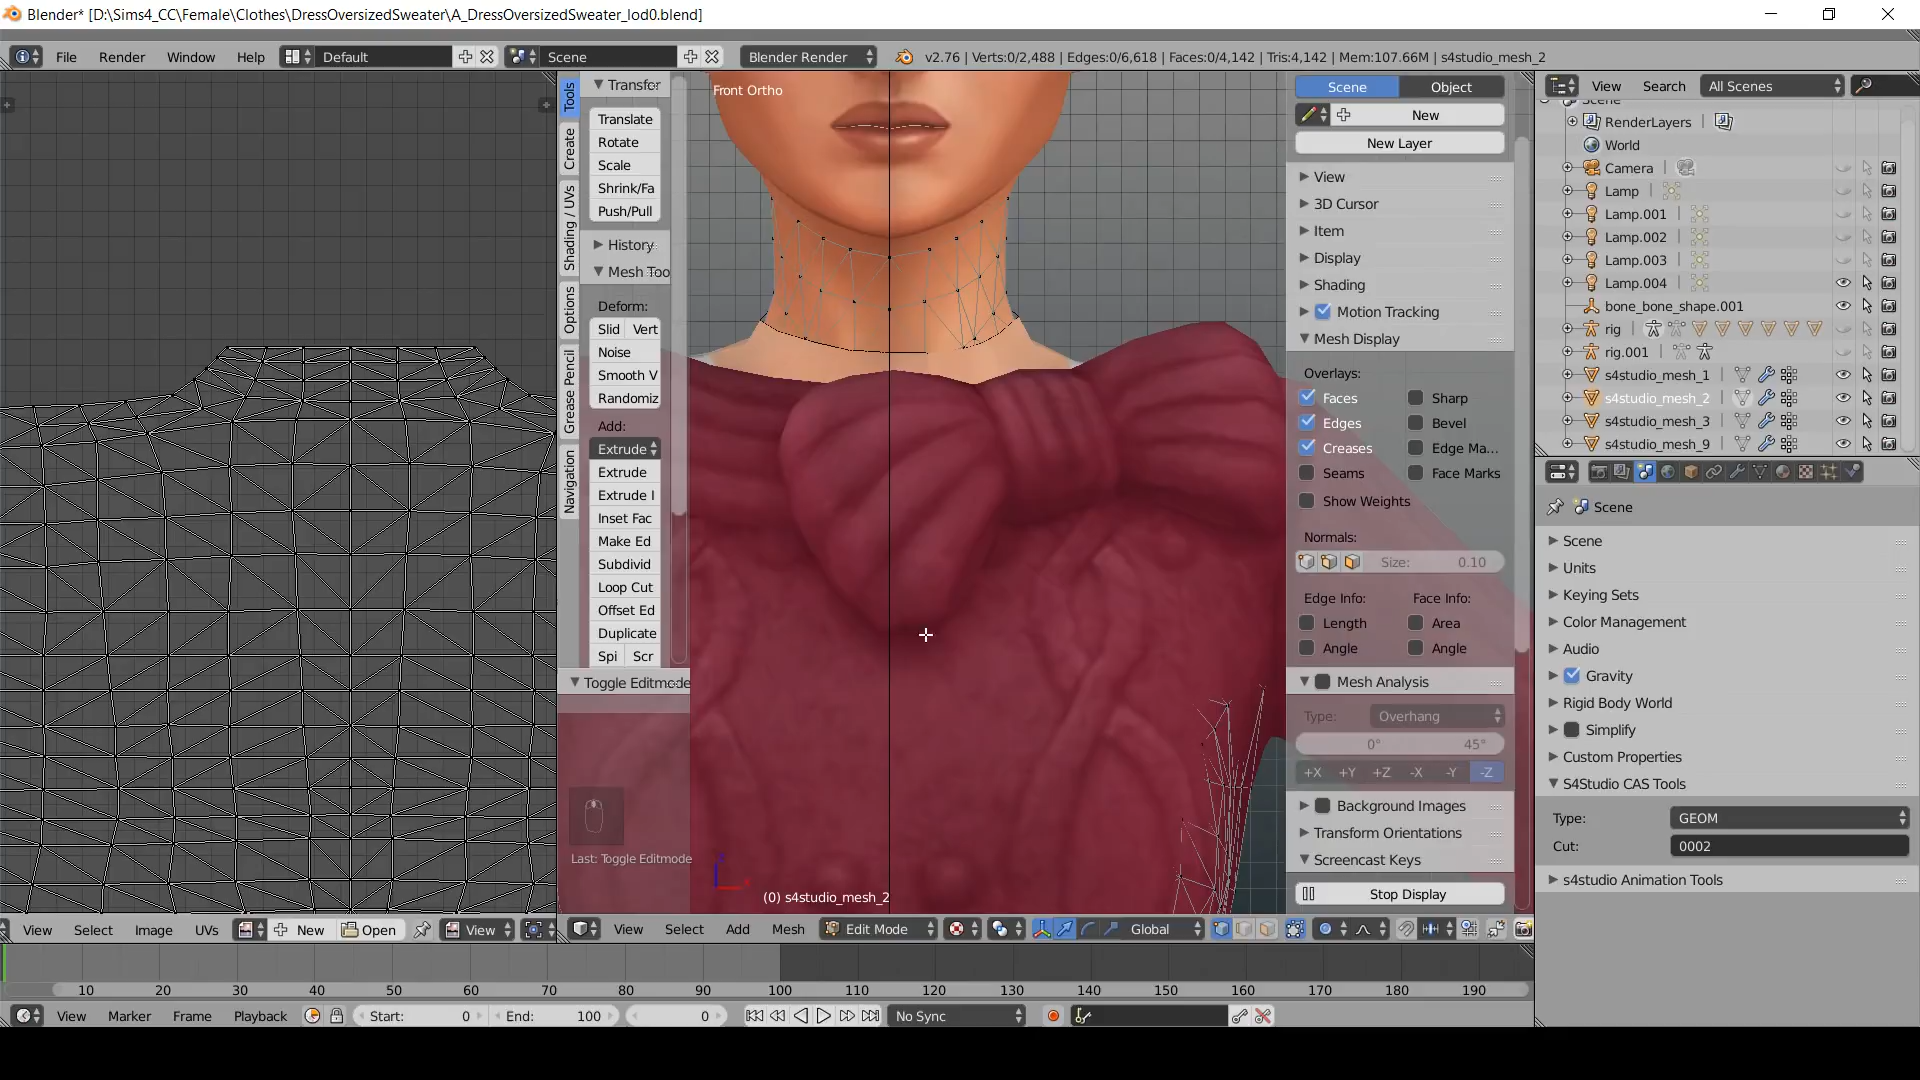 Blender* [D:\Sims4_CC\Female\Clothes\DressOversizedSweater\A_DressOversizedSweater_lod0.blend]
File Render Window Help Default Scene Blender Render v2.76 | Verts:0/2,488 | Edges:0/6,618 | Faces:0/4,142 | Tris:4,142 | Mem:107.66M | s4studio_mesh_2
Tools
Create
Shading / UVs
Options
Grease Pencil
Navigation
Transfor
Translate
Rotate
Scale
Shrink/Fa
Push/Pull
History
Mesh Too
Deform:
Slid Vert
Noise
Smooth V
Randomiz
Add:
Extrude
Extrude
Extrude I
Inset Fac
Make Ed
Subdivid
Loop Cut
Offset Ed
Duplicate
Spi Scr
Toggle Editmode
Last: Toggle Editmode
Front Ortho
(0) s4studio_mesh_2
Scene Object
New
New Layer
View
3D Cursor
Item
Display
Shading
Motion Tracking
Mesh Display
Overlays:
Faces Sharp
Edges Bevel
Creases Edge Ma...
Seams Face Marks
Show Weights
Normals:
Size: 0.10
Edge Info: Face Info:
Length Area
Angle Angle
Mesh Analysis
Type: Overhang
0° 45°
+X +Y +Z -X -Y -Z
Background Images
Transform Orientations
Screencast Keys
Stop Display
View Search All Scenes
Scene
RenderLayers
World
Camera
Lamp
Lamp.001
Lamp.002
Lamp.003
Lamp.004
bone_bone_shape.001
rig
rig.001
s4studio_mesh_1
s4studio_mesh_2
s4studio_mesh_3
s4studio_mesh_9
Scene
Scene
Units
Keying Sets
Color Management
Audio
Gravity
Rigid Body World
Simplify
Custom Properties
S4Studio CAS Tools
Type: GEOM
Cut: 0002
s4studio Animation Tools
View Select Image UVs New Open View
View Select Add Mesh Edit Mode Global
10 20 30 40 50 60 70 80 90 100 110 120 130 140 150 160 170 180 190
View Marker Frame Playback Start: 0 End: 100 0 No Sync